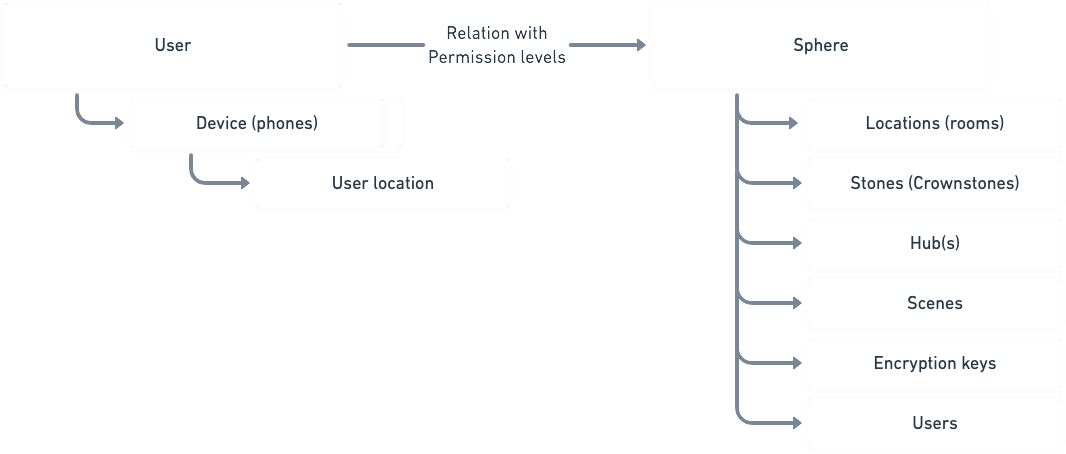 User
Relation with
Permission levels
Sphere
Device (phones)
User location
Locations (rooms)
Stones (Crownstones)
Hub(s)
Scenes
Encryption keys
Users